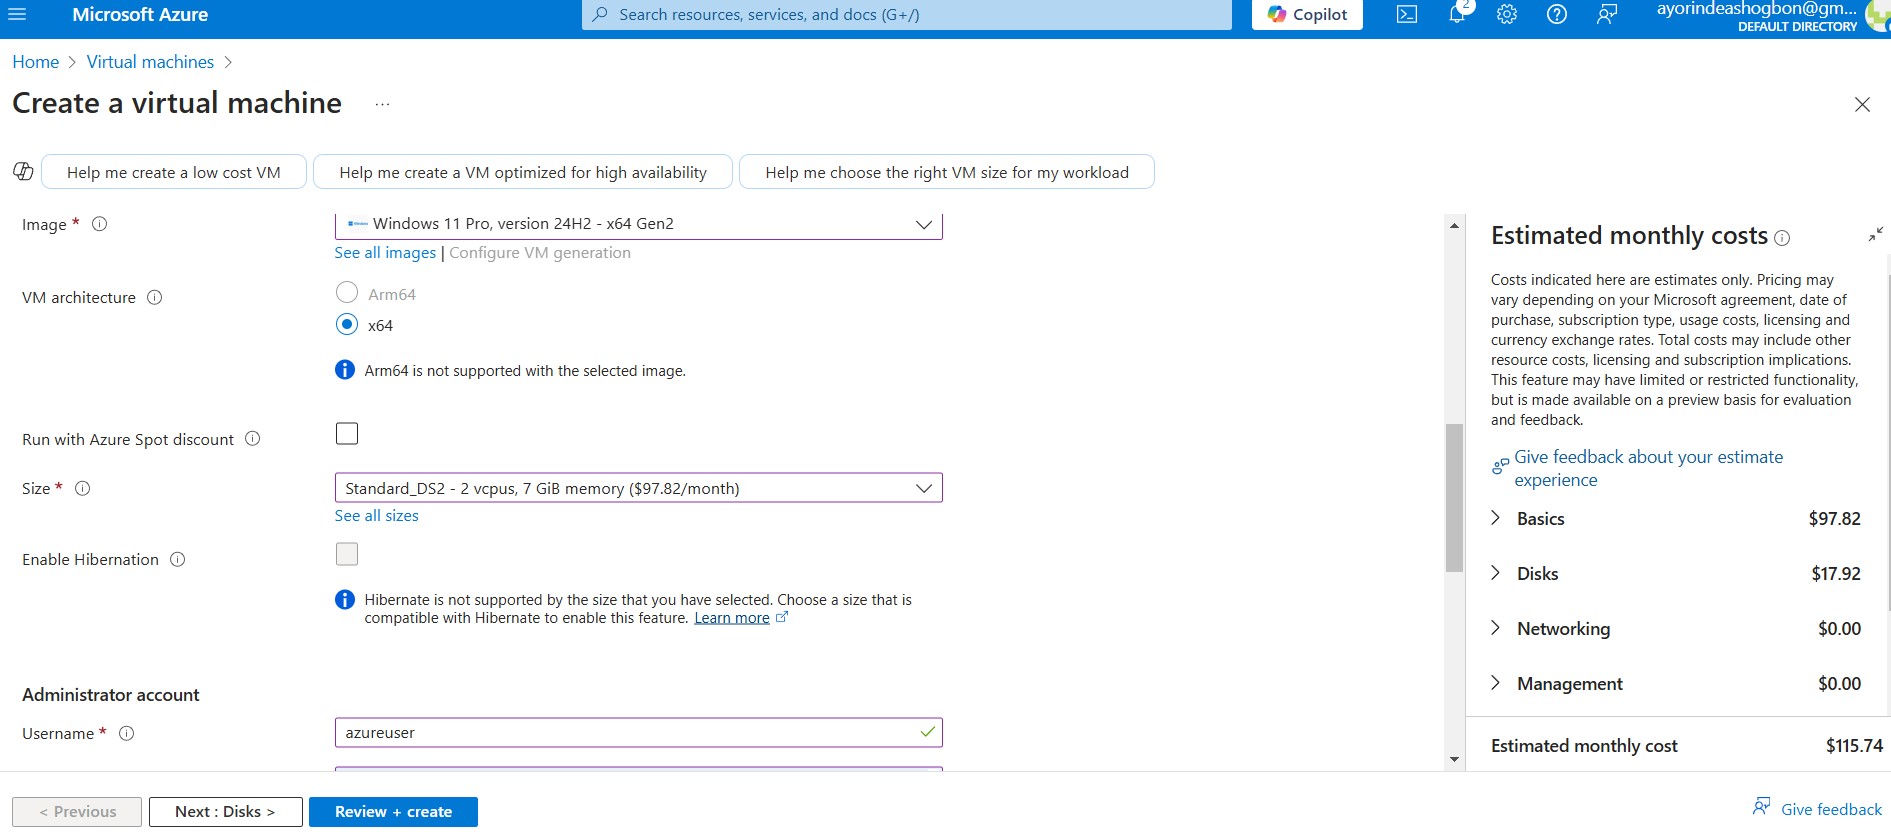 Microsoft Azure
Search resources, services, and docs (G+/)
Copilot
2
ayorindeashogbon@gm...
DEFAULT DIRECTORY
Home > Virtual machines >
Create a virtual machine ...
Help me create a low cost VM
Help me create a VM optimized for high availability
Help me choose the right VM size for my workload
Image *
Windows 11 Pro, version 24H2 - x64 Gen2
See all images | Configure VM generation
VM architecture
Arm64
x64
Arm64 is not supported with the selected image.
Run with Azure Spot discount
Size *
Standard_DS2 - 2 vcpus, 7 GiB memory ($97.82/month)
See all sizes
Enable Hibernation
Hibernate is not supported by the size that you have selected. Choose a size that is
compatible with Hibernate to enable this feature. Learn more
Administrator account
Username *
azureuser
Estimated monthly costs
Costs indicated here are estimates only. Pricing may
vary depending on your Microsoft agreement, date of
purchase, subscription type, usage costs, licensing and
currency exchange rates. Total costs may include other
resource costs, licensing and subscription implications.
This feature may have limited or restricted functionality,
but is made available on a preview basis for evaluation
and feedback.
Give feedback about your estimate
experience
Basics $97.82
Disks $17.92
Networking $0.00
Management $0.00
Estimated monthly cost $115.74
< Previous
Next : Disks >
Review + create
Give feedback